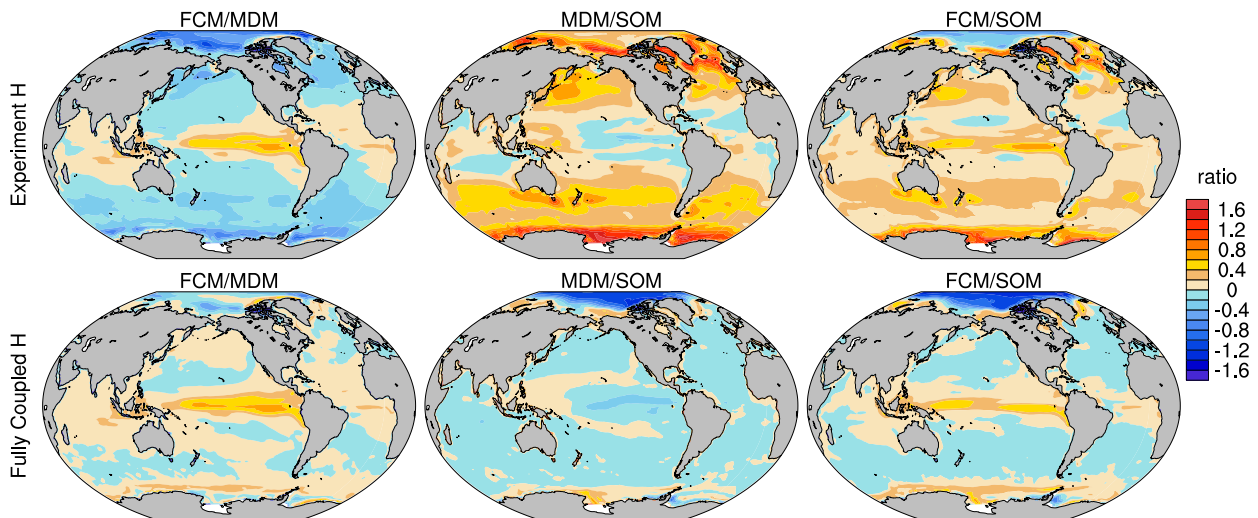 FCM/MDM
MDM/SOM
FCM/SOM
Experiment H
ratio
1.6
1.2
0.8
0.4
0
-0.4
-0.8
-1.2
-1.6
FCM/MDM
MDM/SOM
FCM/SOM
Fully Coupled H